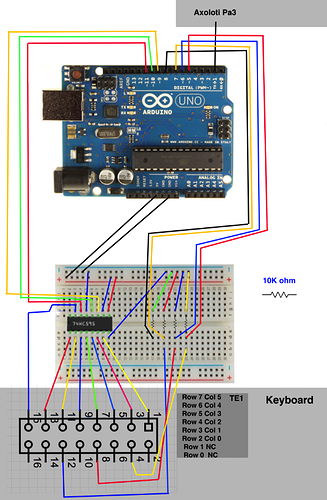 Axoloti Pa3
DIGITAL (PWM~)
UNO
ARDUINO
POWER
ANALOG IN
74HC595
10K ohm
Keyboard
TE1
Row 7 Col 5
Row 6 Col 4
Row 5 Col 3
Row 4 Col 2
Row 3 Col 1
Row 2 Col 0
Row 1 NC
Row 0 NC
15 13 11 9 7 5 3 1
16 14 12 10 8 6 4 2